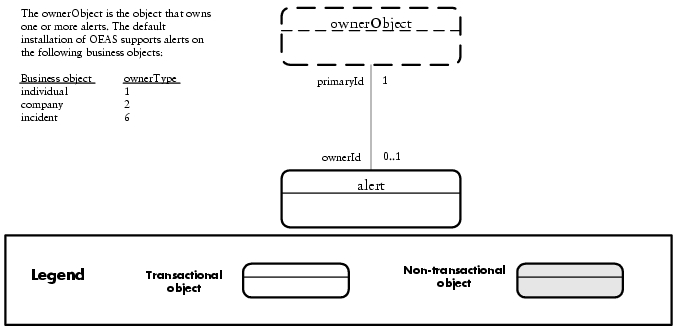 The ownerObject is the object that owns
one or more alerts. The default
installation of OEAS supports alerts on
the following business objects:
Business object ownerType
individual 1
company 2
incident 6
ownerObject
primaryId 1
ownerId 0..1
alert
Legend
Transactional
object
Non-transactional
object